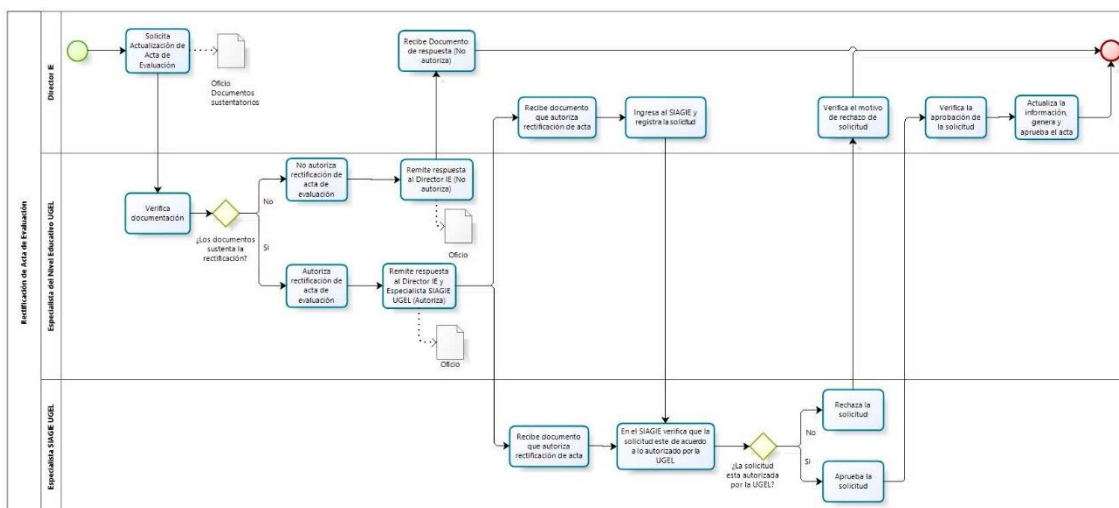 Rectificación de Acta de Evaluación
Director IE
Solicita
Actualización de
Acta de
Evaluación
Oficio
Documentos
sustentatorios
Recibe Documento
de respuesta (No
autoriza)
Recibe documento
que autoriza
rectificación de acta
Ingresa al SIAGIE y
registra la solicitud
Verifica el motivo
de rechazo de
solicitud
Verifica la
aprobación de
la solicitud
Actualiza la
información,
genera y
aprueba el acta
Especialista del Nivel Educativo UGEL
Verifica
documentación
¿Los documentos
sustenta la
rectificación?
No
No autoriza
rectificación de
acta de
evaluación
Remite respuesta
al Director IE (No
autoriza)
Oficio
Si
Autoriza
rectificación de
acta de
evaluación
Remite respuesta
al Director IE y
Especialista SIAGIE
UGEL (Autoriza)
Oficio
Especialista SIAGIE UGEL
Recibe documento
que autoriza
rectificación de acta
En el SIAGIE verifica que la
solicitud este de acuerdo
a lo autorizado por la
UGEL
¿La solicitud
esta autorizada
por la UGEL?
No
Rechaza la
solicitud
Si
Aprueba la
solicitud